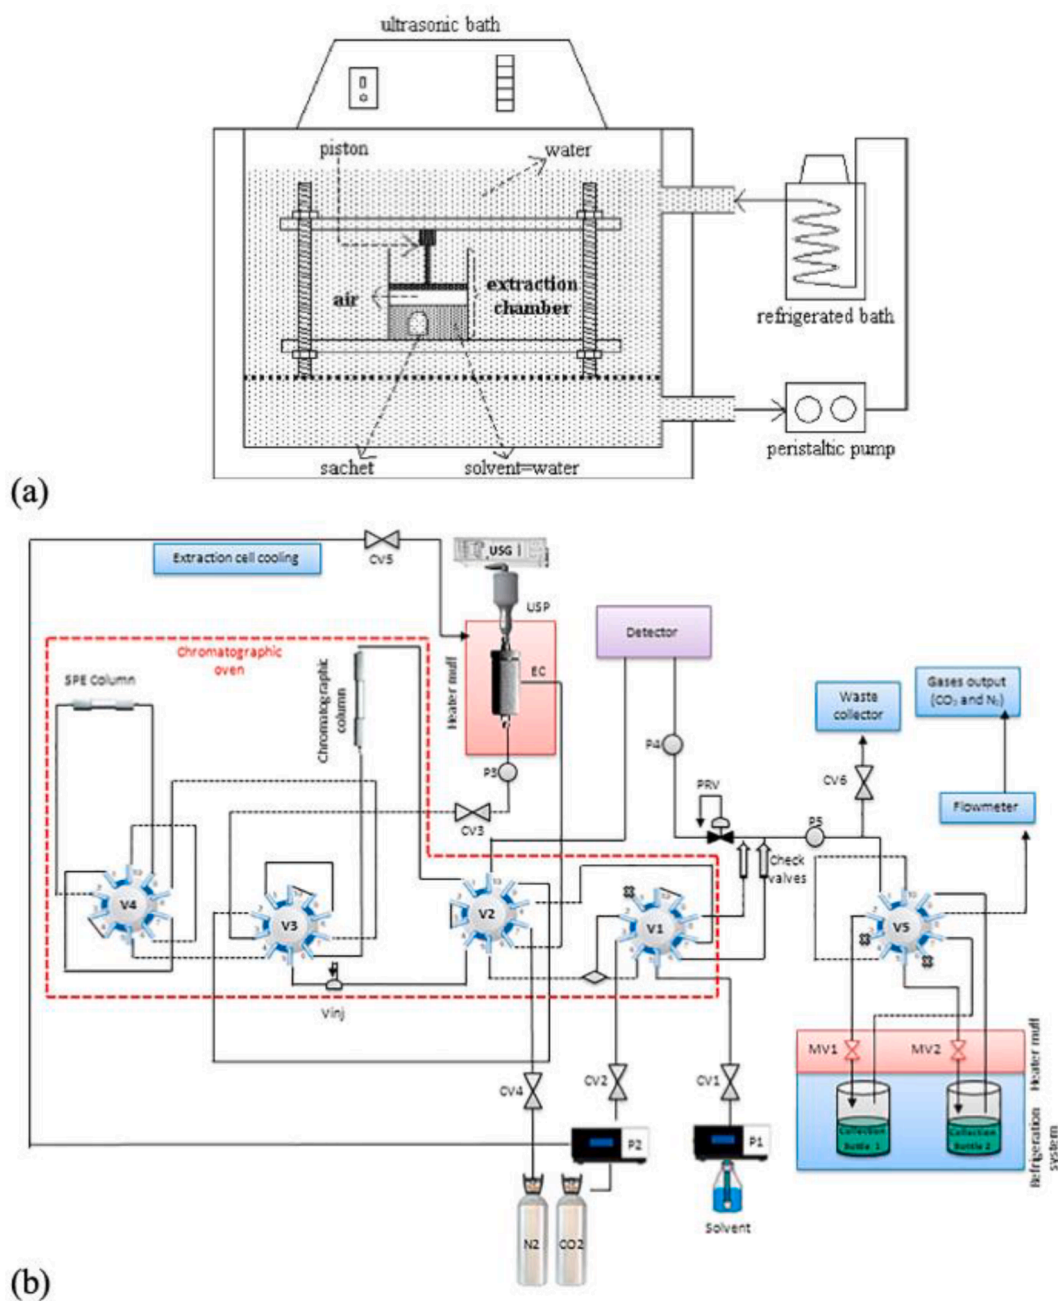 ultrasonic bath
piston
water
air
extraction
chamber
refrigerated bath
peristaltic pump
sachet
solvent=water
(a)
Extraction cell cooling
CV5
USG
USP
Detector
Chromatographic
oven
SPE Column
Chromatographic
column
Heater muff
EC
Waste
collector
Gases output
(CO₂ and N₂)
P4
P3
CV6
PRV
P5
Flowmeter
CV3
Check
valves
V4
V3
V2
V1
V5
Vinj
MV1
MV2
Heater muff
CV4
CV2
CV1
Collection
Bottle 1
Collection
Bottle 2
Refrigeration
system
P2
P1
N2
CO2
Solvent
(b)